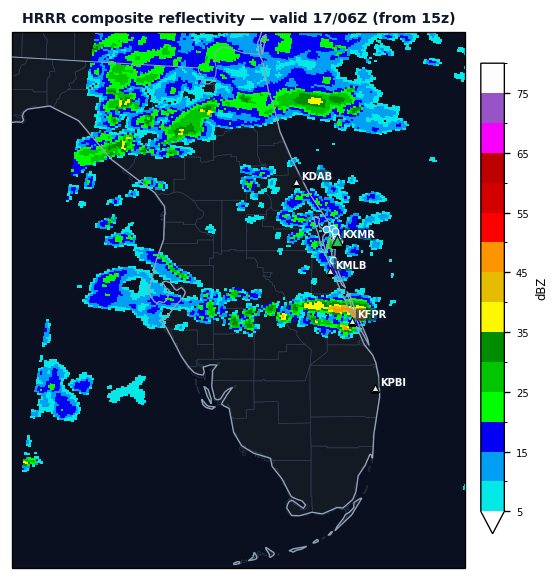 HRRR composite reflectivity — valid 17/06Z (from 15z)
KDAB
KXMR
KMLB
KFPR
KPBI
75
65
55
45
35
25
15
5
dBZ